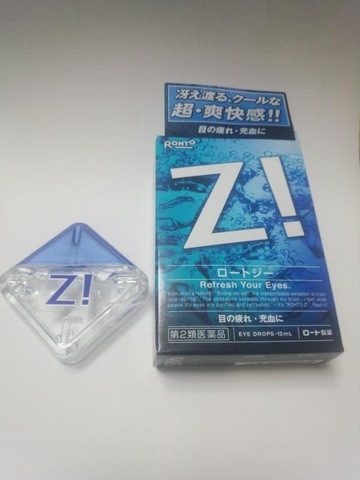 冴え渡る、クールな
超・爽快感!!
目の疲れ・充血に
ROHTO
Z!
ロートジー
Refresh Your Eyes.
目の疲れ・充血に
第2類医薬品
EYE DROPS・12mL
ロート製薬
Z!